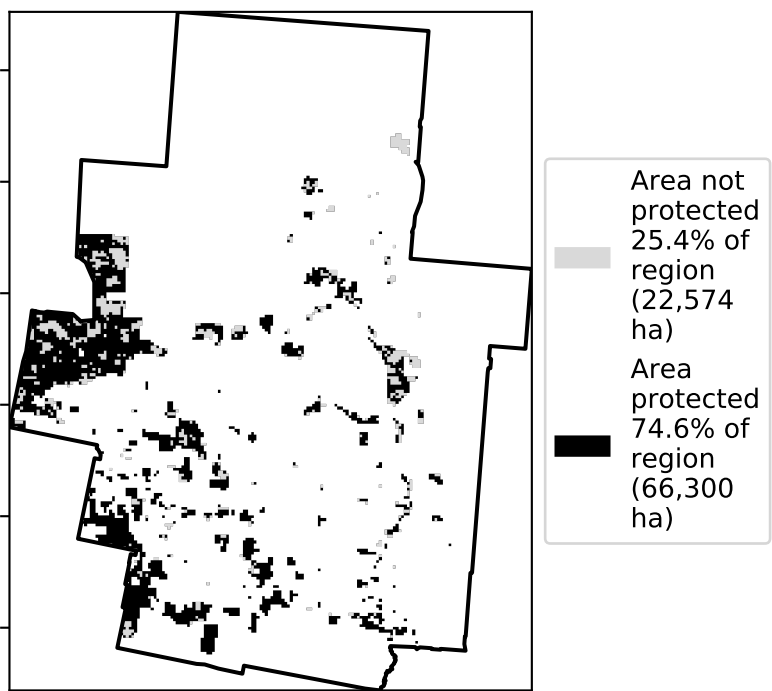 Area not
protected
25.4% of
region
(22,574
ha)
Area
protected
74.6% of
region
(66,300
ha)